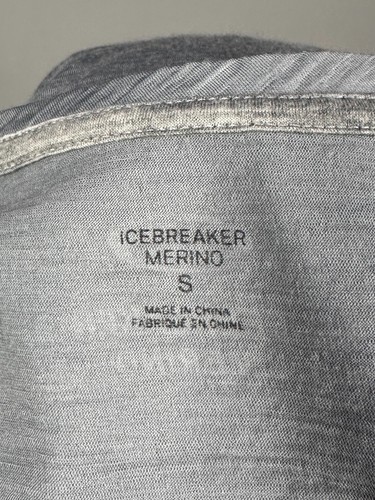 iCEBREAKER
MERINO
S
MADE IN CHINA
FABRIQUÉ EN CHINE